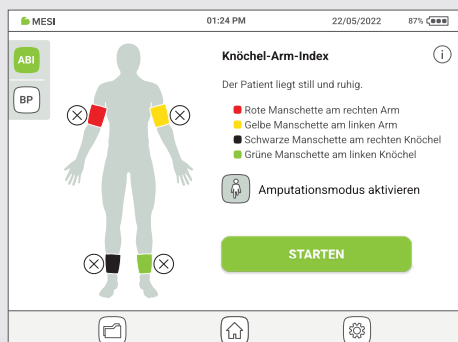 MESI 01:24 PM 22/05/2022 87%
ABI
BP
Knöchel-Arm-Index
i
Der Patient liegt still und ruhig.
Rote Manschette am rechten Arm
Gelbe Manschette am linken Arm
Schwarze Manschette am rechten Knöchel
Grüne Manschette am linken Knöchel
Amputationsmodus aktivieren
STARTEN